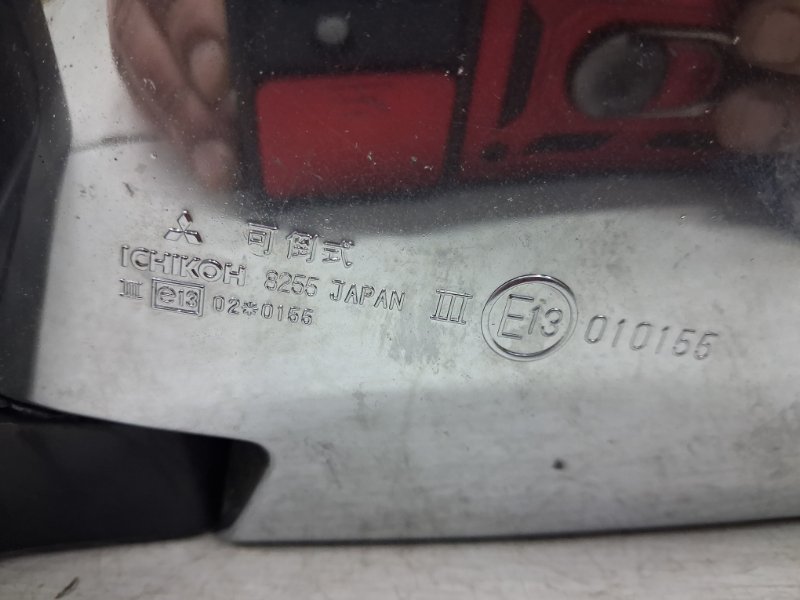 可倒式
ICHIKOH 8255 JAPAN
III e13 02*0155
III E13 010155